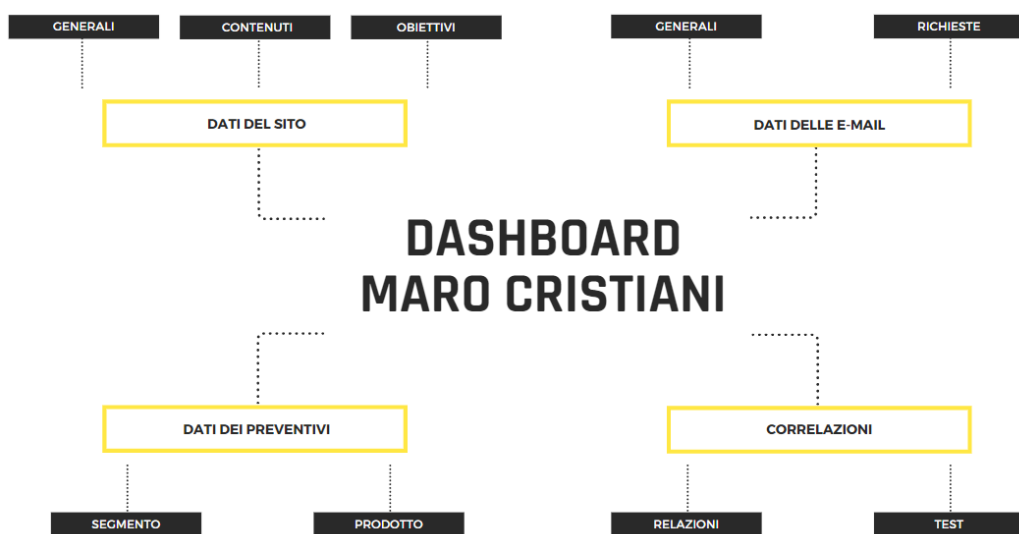 GENERALI
CONTENUTI
OBIETTIVI
GENERALI
RICHIESTE
DATI DEL SITO
DATI DELLE E-MAIL
DASHBOARD
MARO CRISTIANI
DATI DEI PREVENTIVI
CORRELAZIONI
SEGMENTO
PRODOTTO
RELAZIONI
TEST